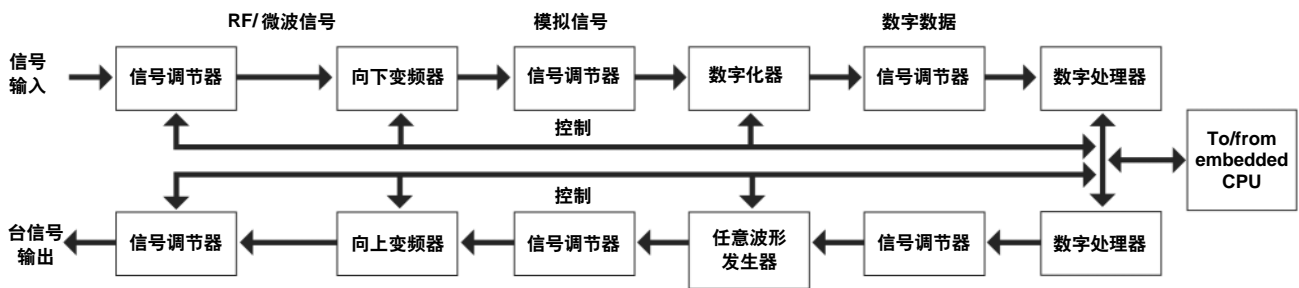 RF/ 微波信号
模拟信号
数字数据
信号
输入
信号调节器
向下变频器
信号调节器
数字化器
信号调节器
数字处理器
控制
To/from
embedded
CPU
控制
台信号
输出
信号调节器
向上变频器
信号调节器
任意波形
发生器
信号调节器
数字处理器